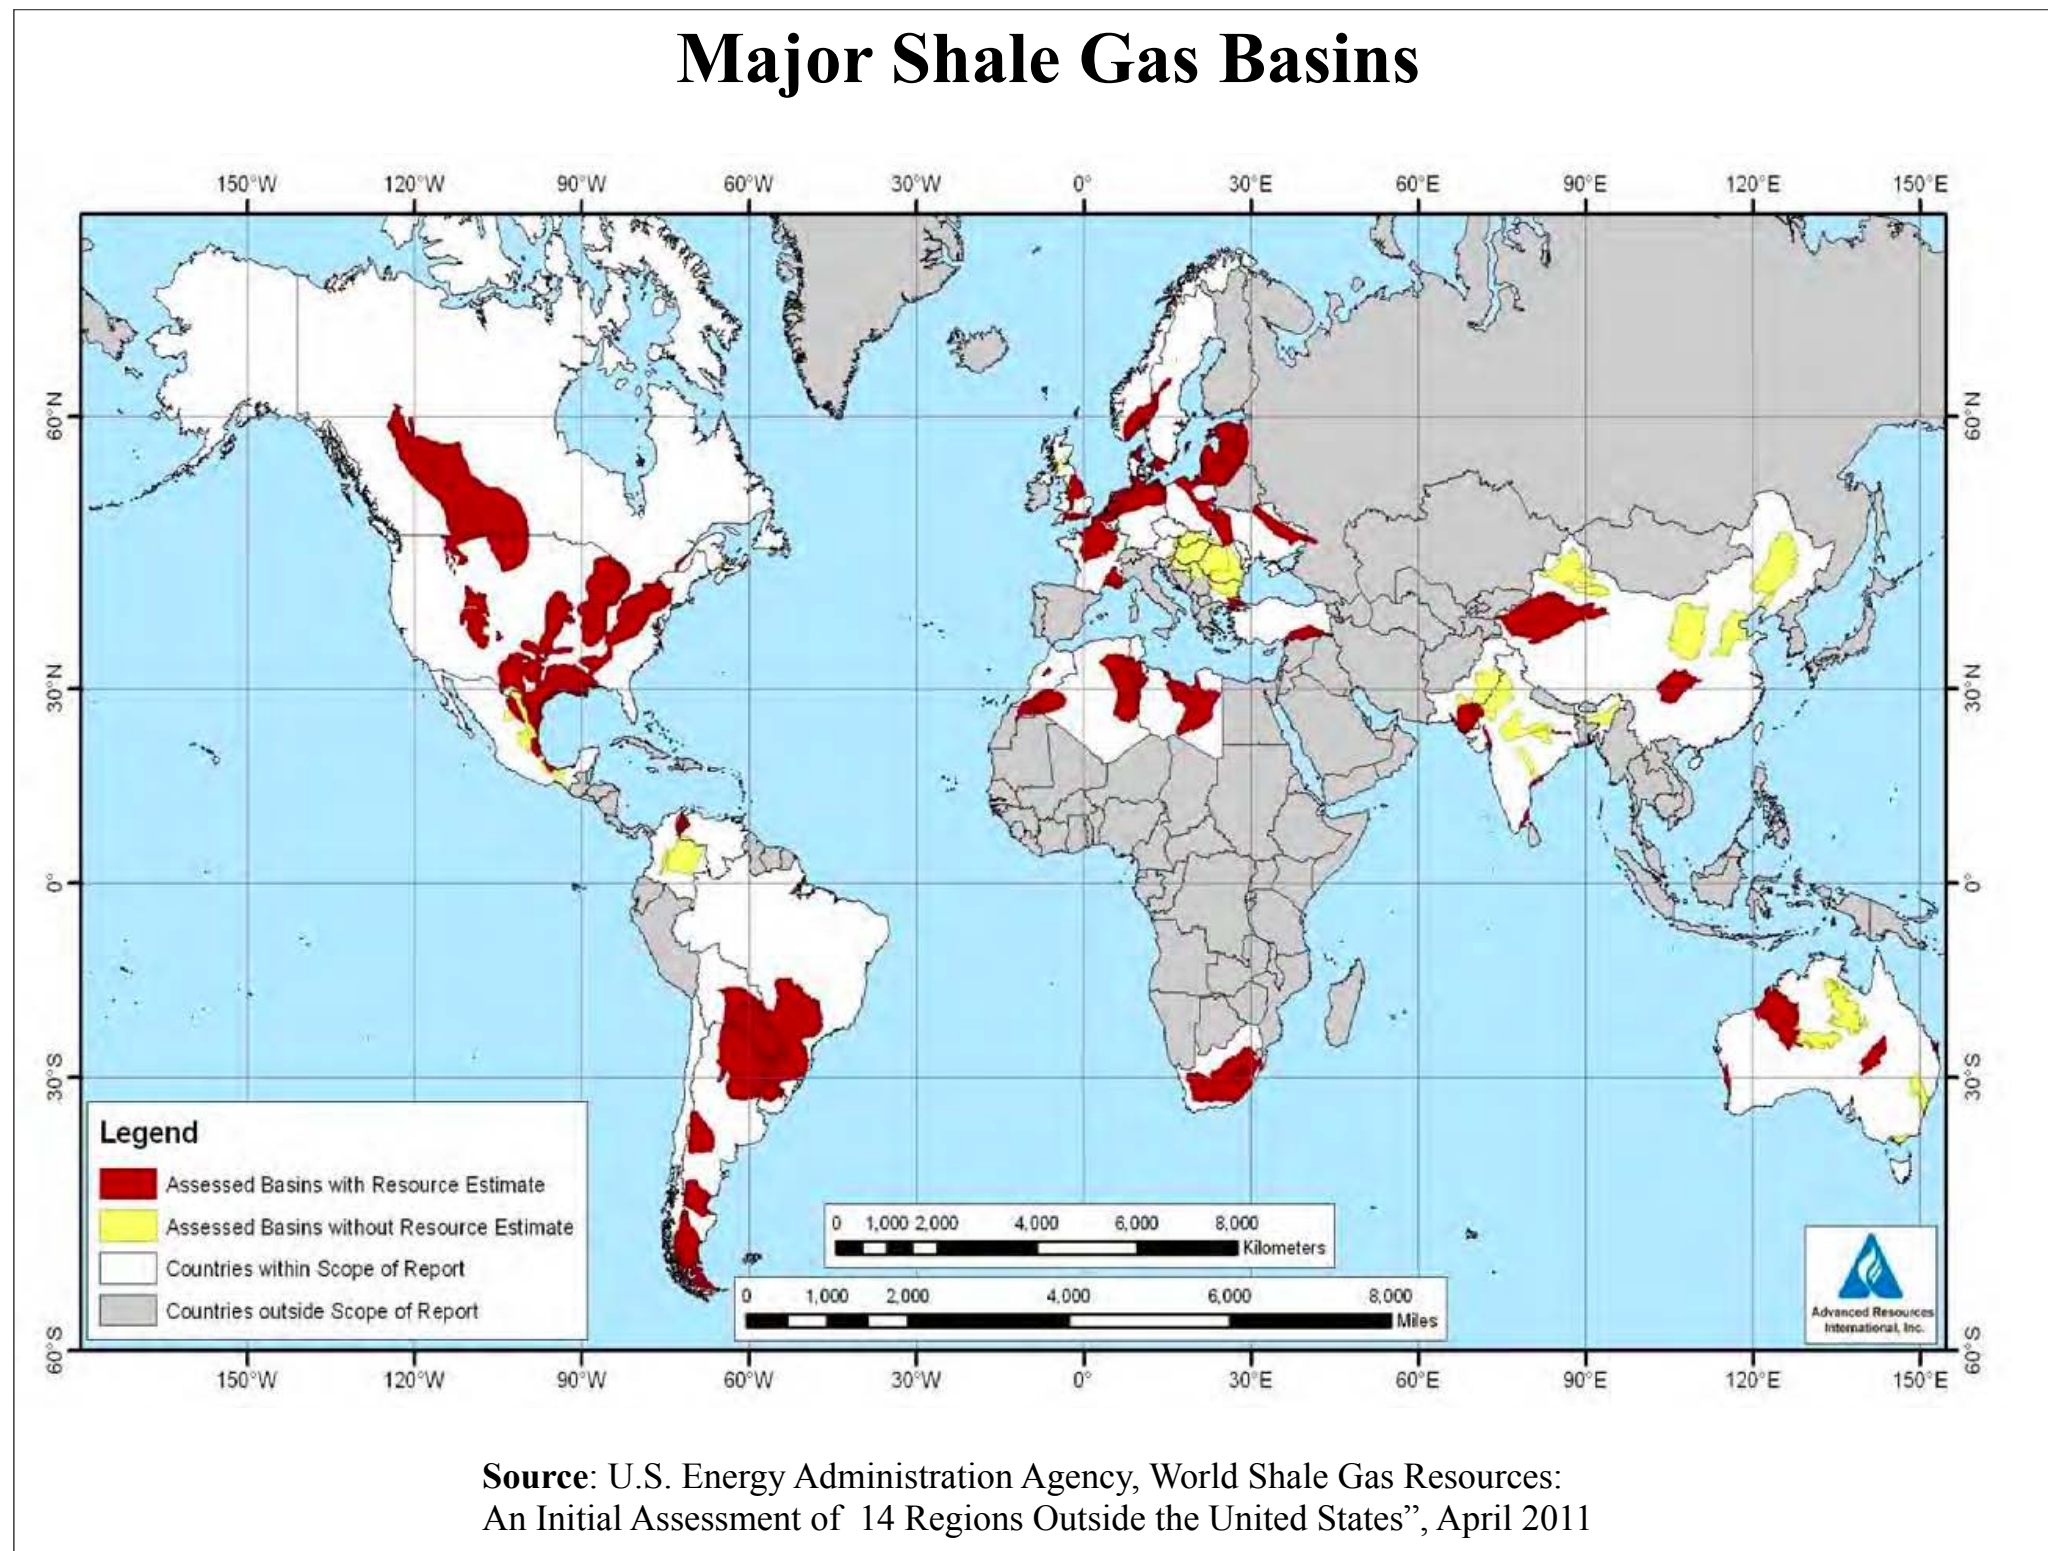 Major Shale Gas Basins
150°W 120°W 90°W 60°W 30°W 0° 30°E 60°E 90°E 120°E 150°E
60°N 60°N
30°N 30°N
0° 0°
30°S 30°S
60°S 60°S
Legend
Assessed Basins with Resource Estimate
Assessed Basins without Resource Estimate
Countries within Scope of Report
Countries outside Scope of Report
0 1,000 2,000 4,000 6,000 8,000
Kilometers
0 1,000 2,000 4,000 6,000 8,000
Miles
Advanced Resources
International, Inc.
150°W 120°W 90°W 60°W 30°W 0° 30°E 60°E 90°E 120°E 150°E
Source: U.S. Energy Administration Agency, World Shale Gas Resources:
An Initial Assessment of 14 Regions Outside the United States”, April 2011